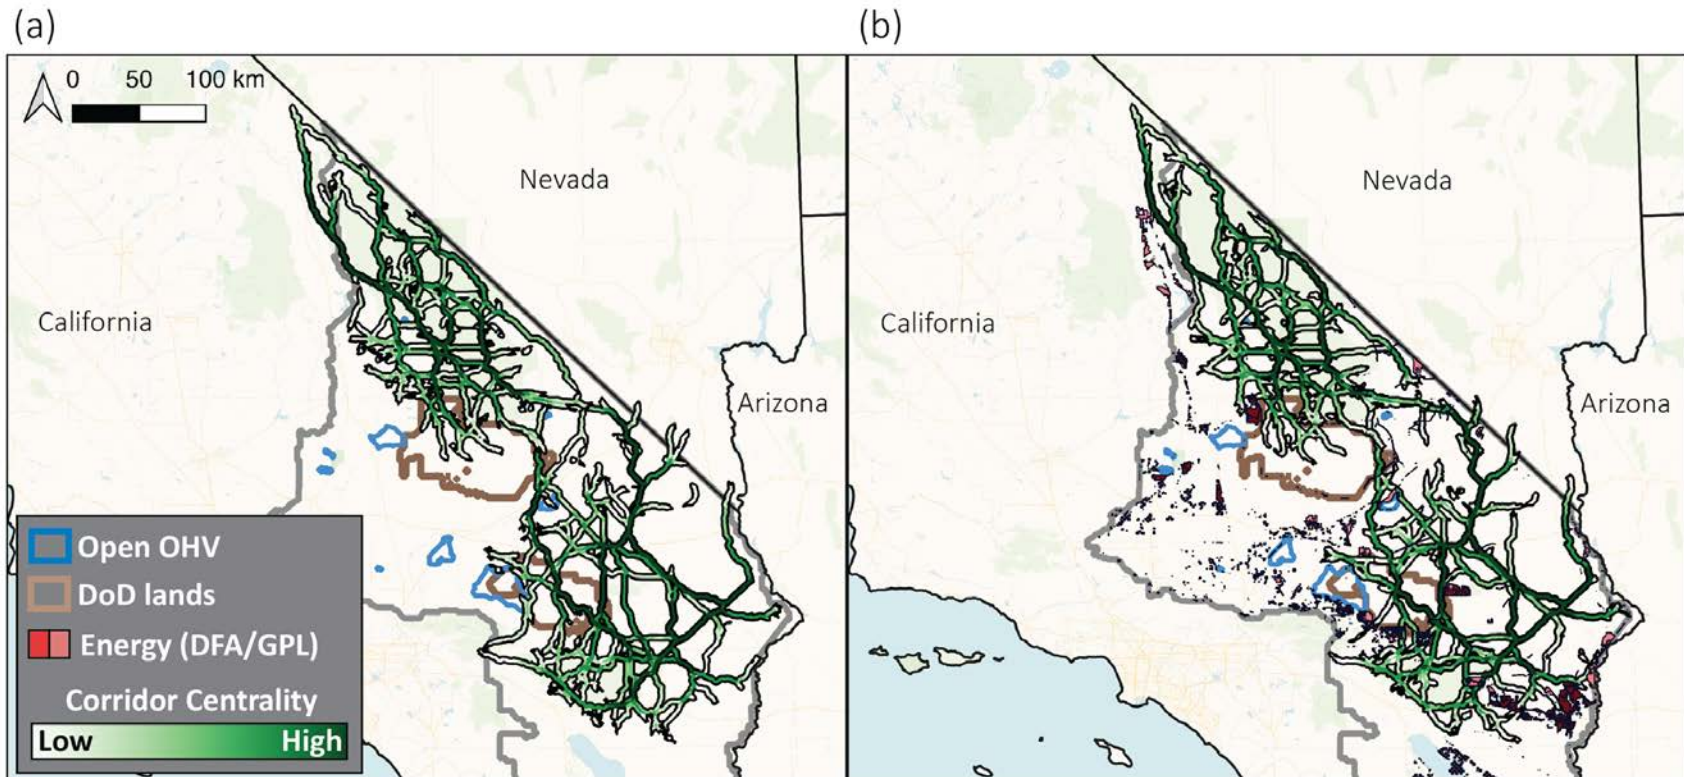 (a)
(b)
0 50 100 km
Nevada
California
Arizona
Nevada
California
Arizona
Open OHV
DoD lands
Energy (DFA/GPL)
Corridor Centrality
Low High